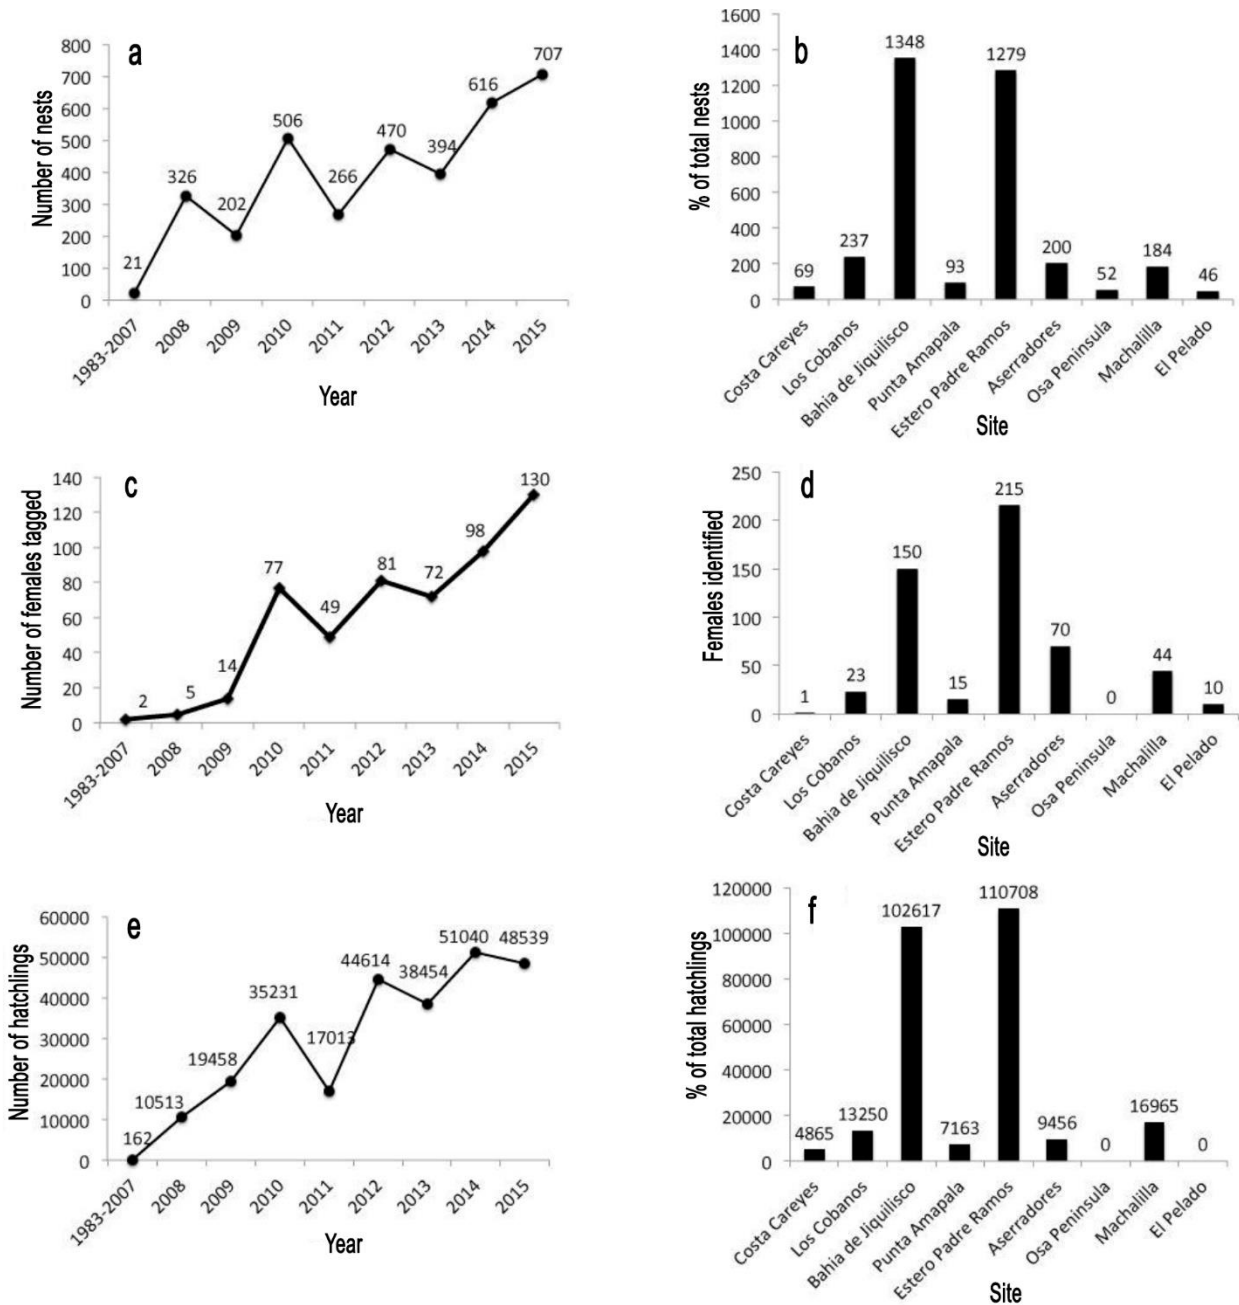 a
Number of nests
800
700
600
500
400
300
200
100
0
21
326
202
506
266
470
394
616
707
1983-2007
2008
2009
2010
2011
2012
2013
2014
2015
Year
b
% of total nests
1600
1400
1200
1000
800
600
400
200
0
69
237
1348
93
1279
200
52
184
46
Costa Careyes
Los Cobanos
Bahia de Jiquilisco
Punta Amapala
Estero Padre Ramos
Aserradores
Osa Peninsula
Machalilla
El Pelado
Site
c
Number of females tagged
140
120
100
80
60
40
20
0
2
5
14
77
49
81
72
98
130
1983-2007
2008
2009
2010
2011
2012
2013
2014
2015
Year
d
Females identified
250
200
150
100
50
0
1
23
150
15
215
70
0
44
10
Costa Careyes
Los Cobanos
Bahia de Jiquilisco
Punta Amapala
Estero Padre Ramos
Aserradores
Osa Peninsula
Machalilla
El Pelado
Site
e
Number of hatchlings
60000
50000
40000
30000
20000
10000
0
162
10513
19458
35231
17013
44614
38454
51040
48539
1983-2007
2008
2009
2010
2011
2012
2013
2014
2015
Year
f
% of total hatchlings
120000
100000
80000
60000
40000
20000
0
4865
13250
102617
7163
110708
9456
0
16965
0
Costa Careyes
Los Cobanos
Bahia de Jiquilisco
Punta Amapala
Estero Padre Ramos
Aserradores
Osa Peninsula
Machalilla
El Pelado
Site